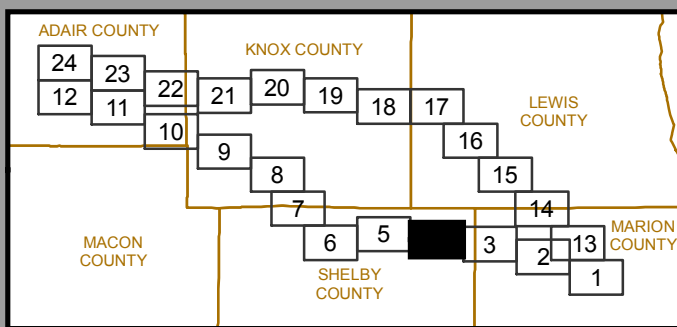 ADAIR COUNTY
KNOX COUNTY
24
23
22
21
20
19
18
17
12
11
10
LEWIS
COUNTY
16
9
15
8
7
14
MACON
COUNTY
6
5
3
2
13
MARION
COUNTY
1
SHELBY
COUNTY